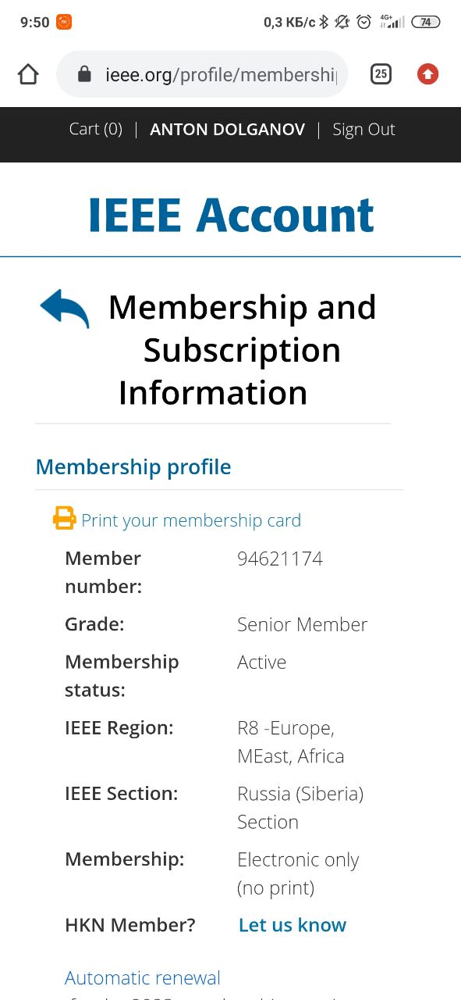 9:50 0,3 КБ/с 4G+ 74
ieee.org/profile/membershi 25
Cart (0) | ANTON DOLGANOV | Sign Out
IEEE Account
Membership and
Subscription
Information
Membership profile
Print your membership card
Member 94621174
number:
Grade: Senior Member
Membership Active
status:
IEEE Region: R8 -Europe,
MEast, Africa
IEEE Section: Russia (Siberia)
Section
Membership: Electronic only
(no print)
HKN Member? Let us know
Automatic renewal